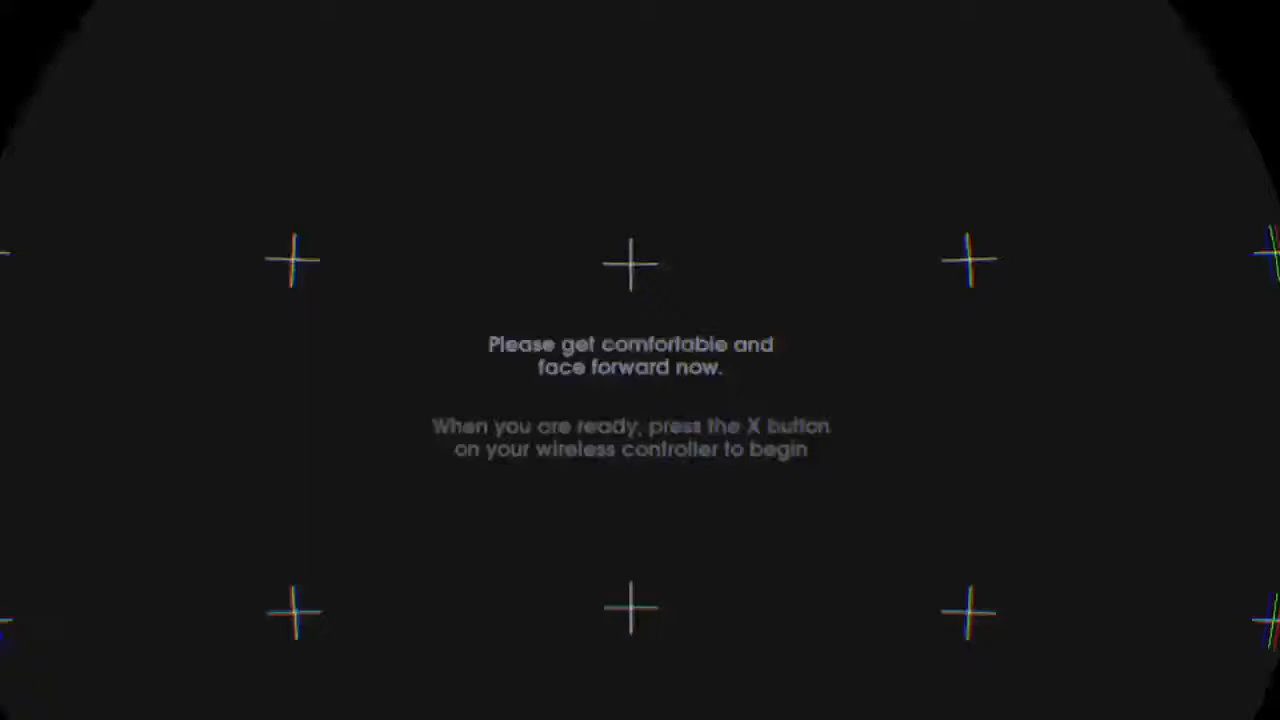 Please get comfortable and
face forward now.
When you are ready, press the X button
on your wireless controller to begin